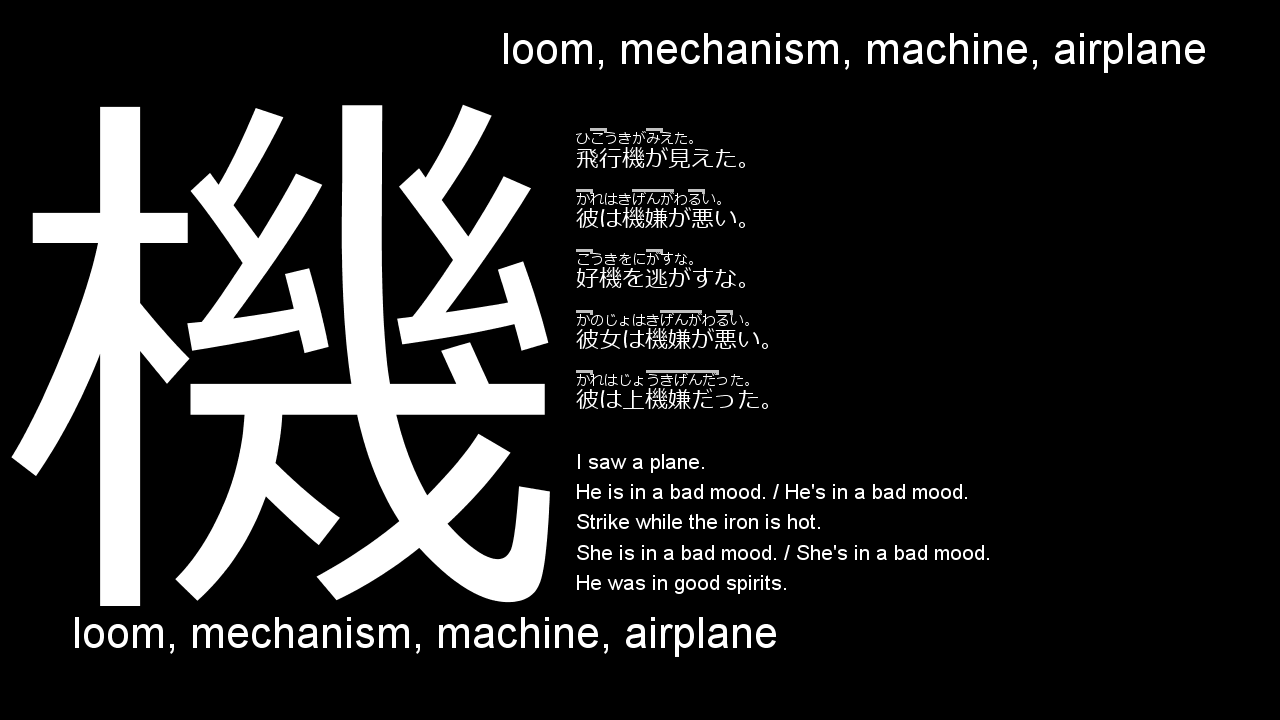 loom, mechanism, machine, airplane
機
ひこうきがみえた。
飛行機が見えた。
かれはきげんがわるい。
彼は機嫌が悪い。
こうきをにがすな。
好機を逃がすな。
かのじょはきげんがわるい。
彼女は機嫌が悪い。
かれはじょうきげんだった。
彼は上機嫌だった。
I saw a plane.
He is in a bad mood. / He's in a bad mood.
Strike while the iron is hot.
She is in a bad mood. / She's in a bad mood.
He was in good spirits.
loom, mechanism, machine, airplane